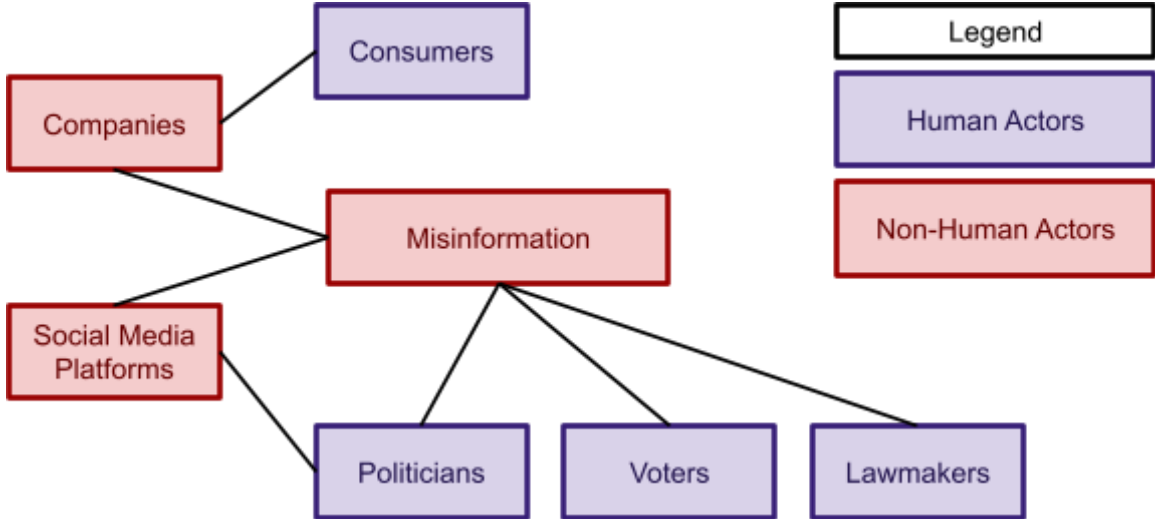 Consumers
Legend
Companies
Human Actors
Misinformation
Non-Human Actors
Social Media
Platforms
Politicians
Voters
Lawmakers